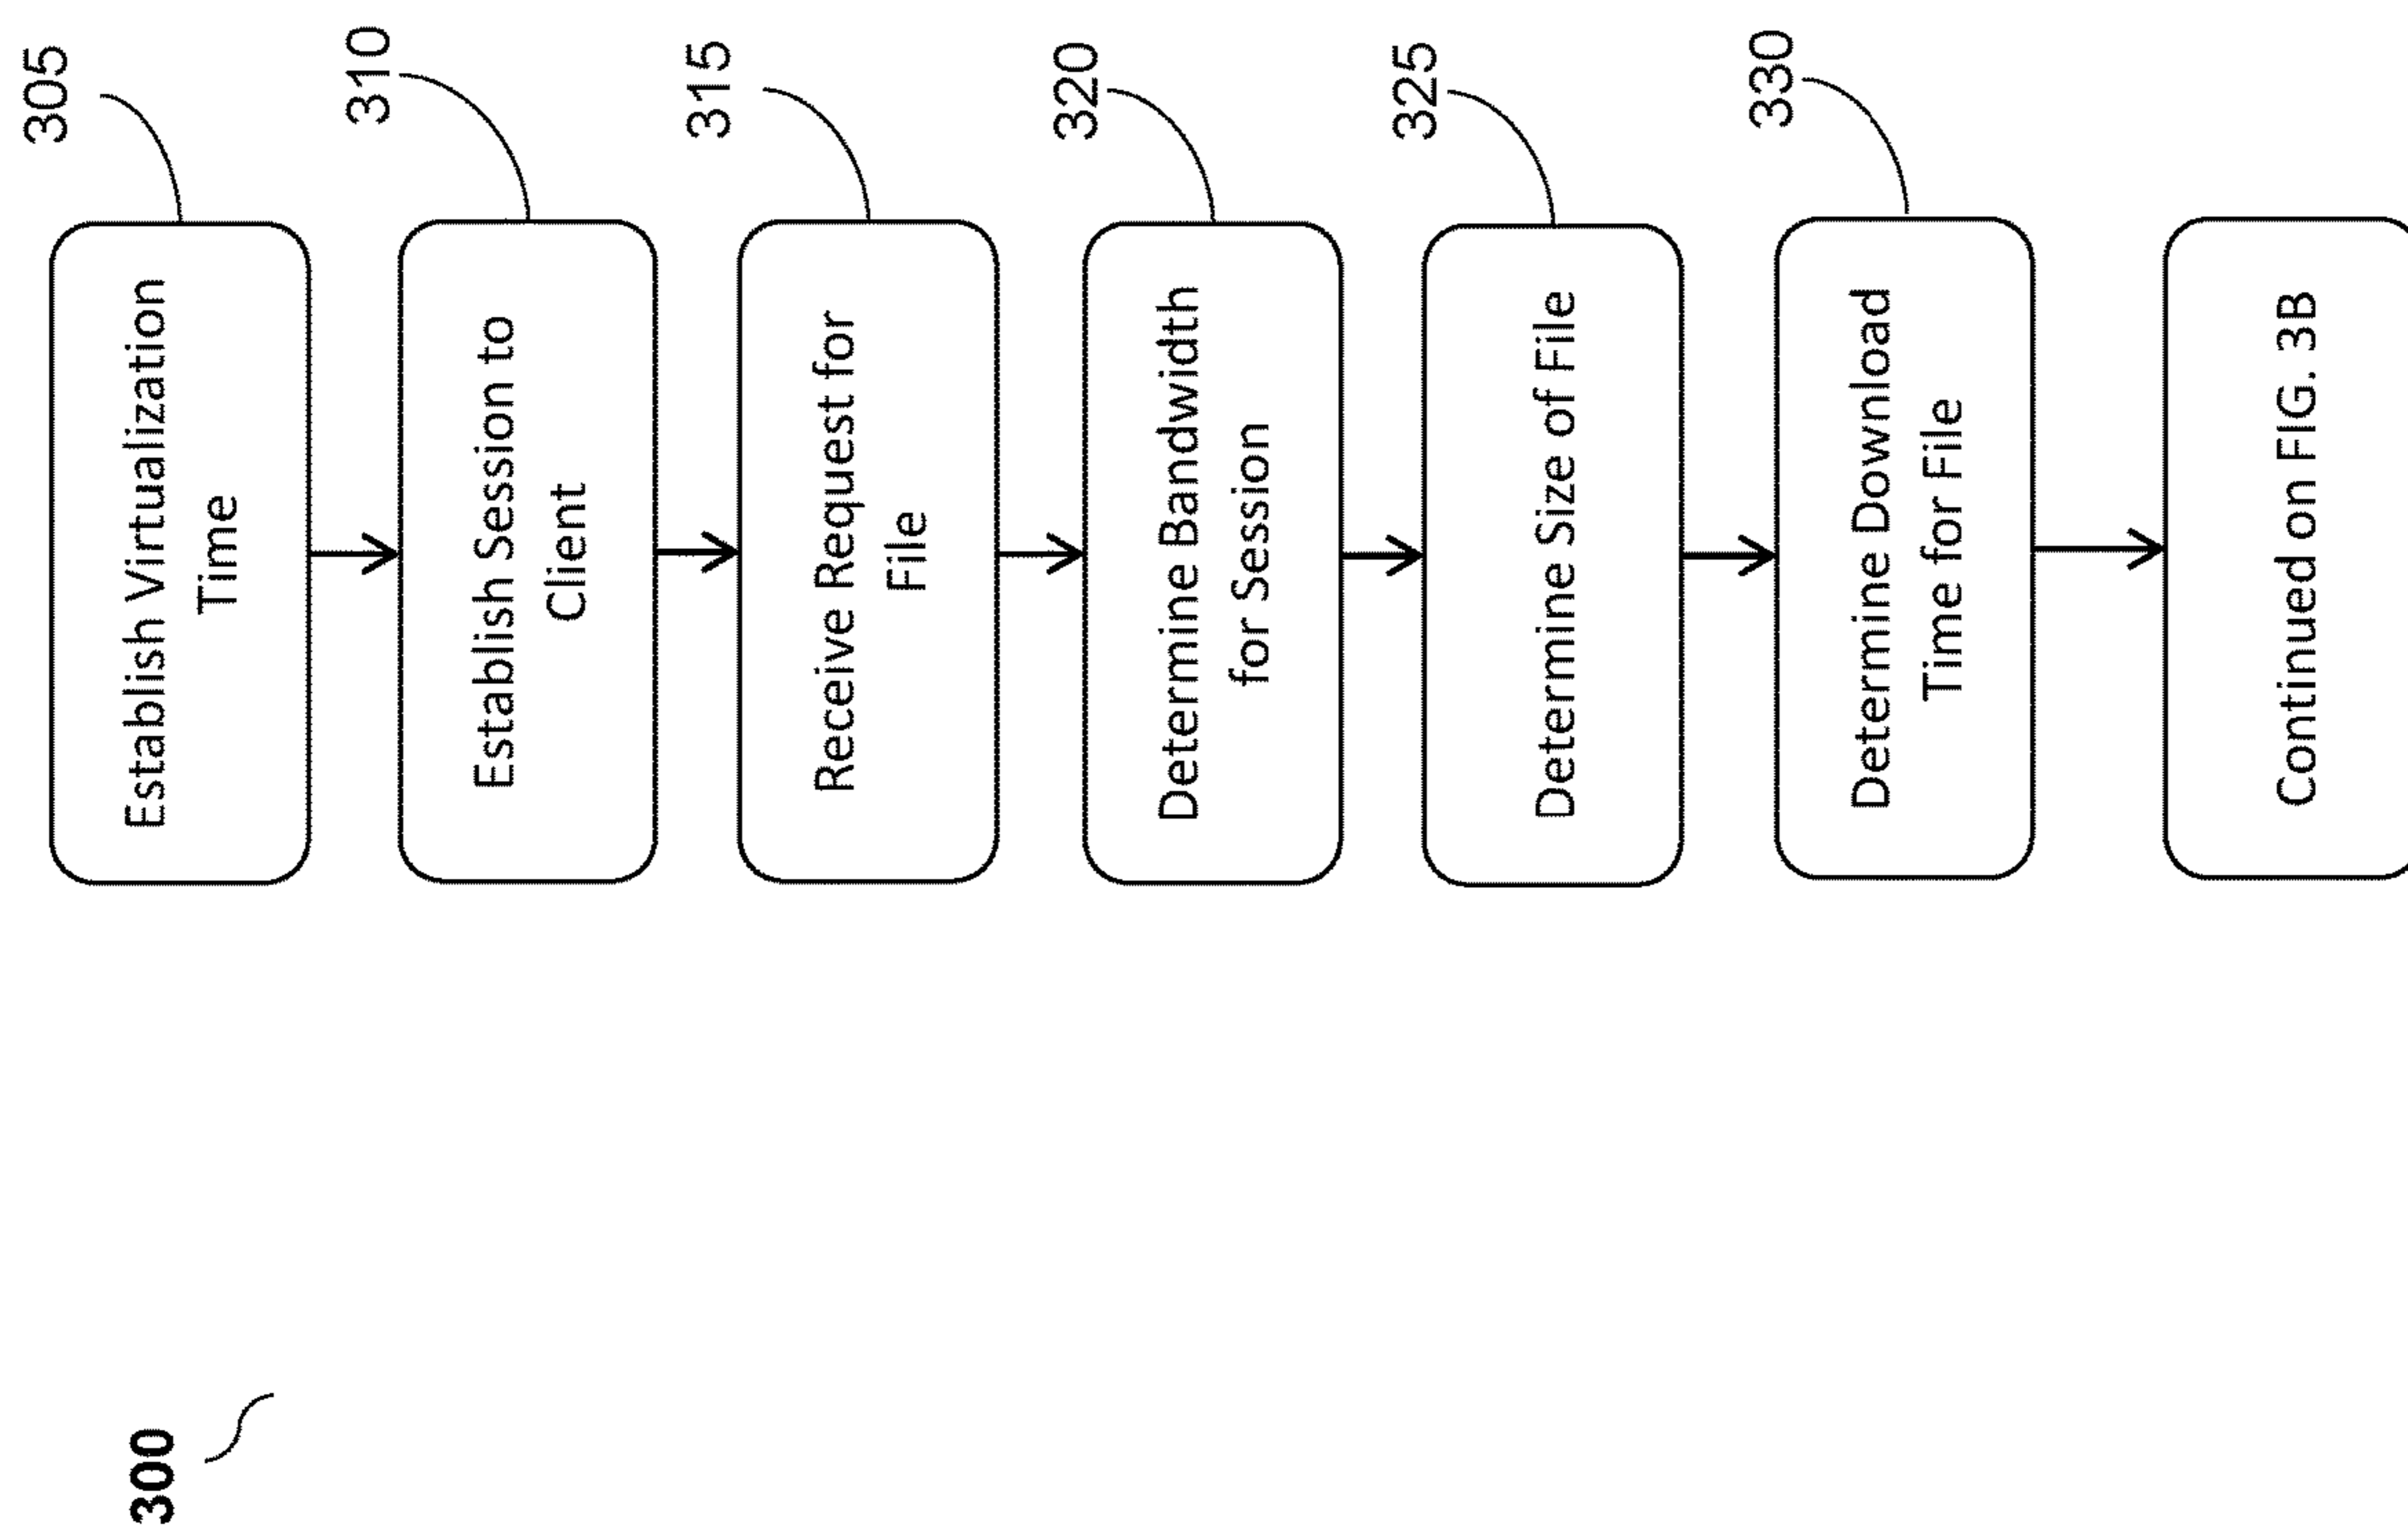 300
305
Establish Virtualization
Time
310
Establish Session to
Client
315
Receive Request for
File
320
Determine Bandwidth
for Session
325
Determine Size of File
330
Determine Download
Time for File
Continued on FIG. 3B